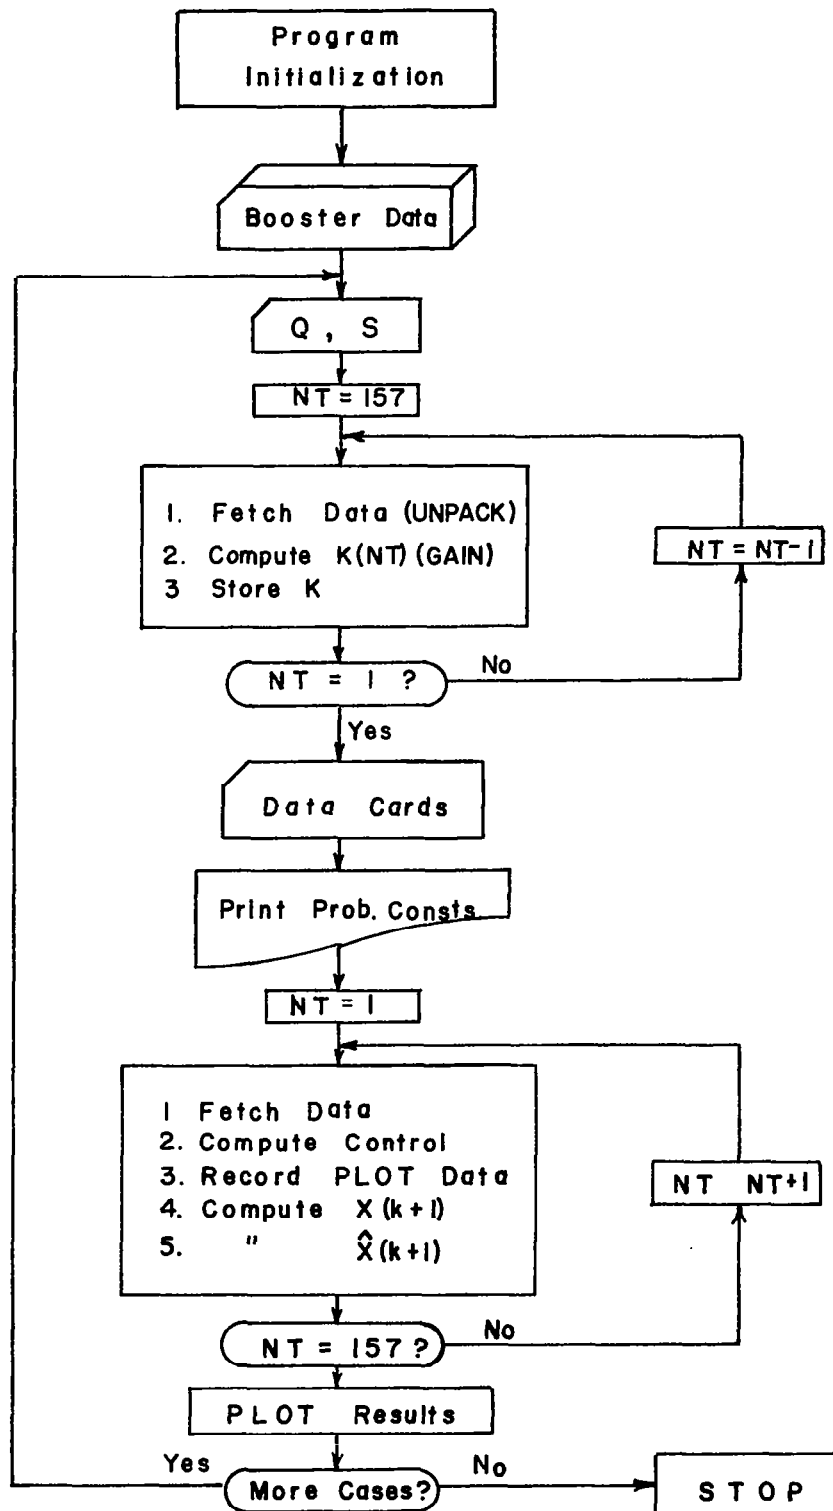 Program
Initialization
Booster Data
Q, S
NT = 157
1. Fetch Data (UNPACK)
2. Compute K(NT) (GAIN)
3 Store K
NT = NT-1
NT = 1 ?
No
Yes
Data Cards
Print Prob. Consts
NT = 1
1 Fetch Data
2. Compute Control
3. Record PLOT Data
4. Compute X(k+1)
5. " X̂(k+1)
NT NT+1
NT = 157 ?
No
PLOT Results
Yes
More Cases?
No
STOP